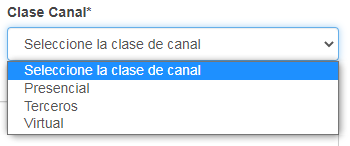 Clase Canal*
Seleccione la clase de canal
Seleccione la clase de canal
Presencial
Terceros
Virtual